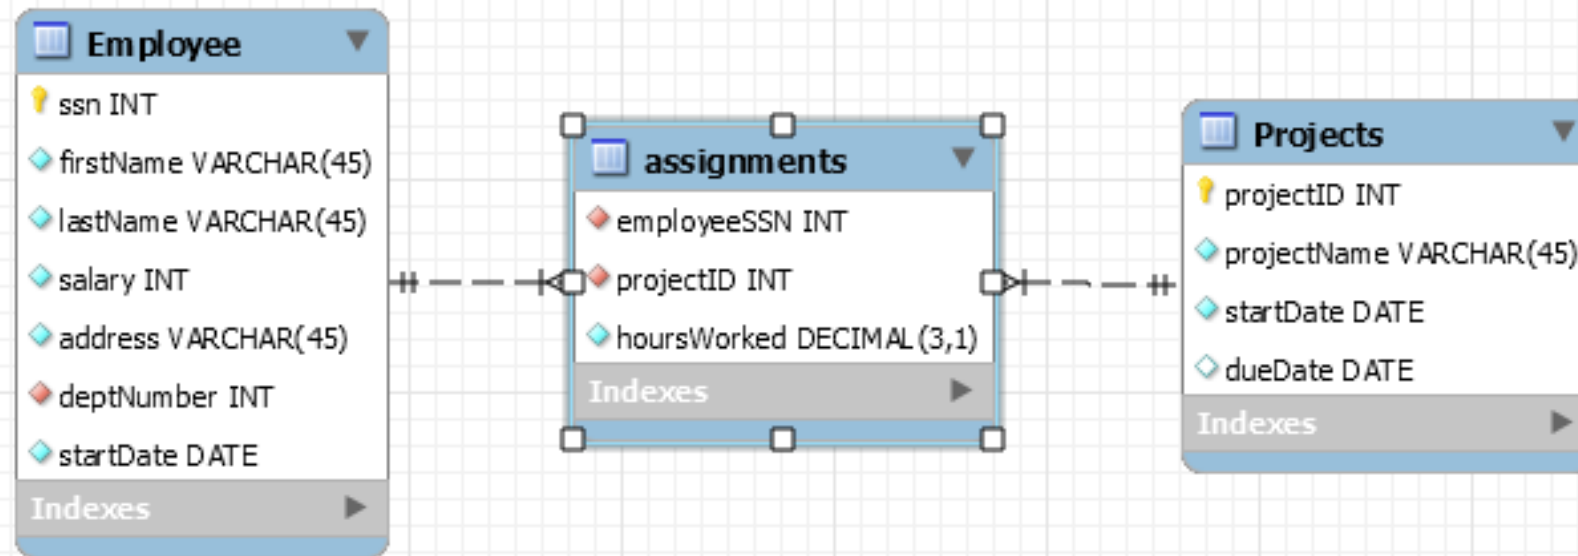 Employee
ssn INT
firstName VARCHAR(45)
lastName VARCHAR(45)
salary INT
address VARCHAR(45)
deptNumber INT
startDate DATE
Indexes
assignments
employeeSSN INT
projectID INT
hoursWorked DECIMAL(3,1)
Indexes
Projects
projectID INT
projectName VARCHAR(45)
startDate DATE
dueDate DATE
Indexes